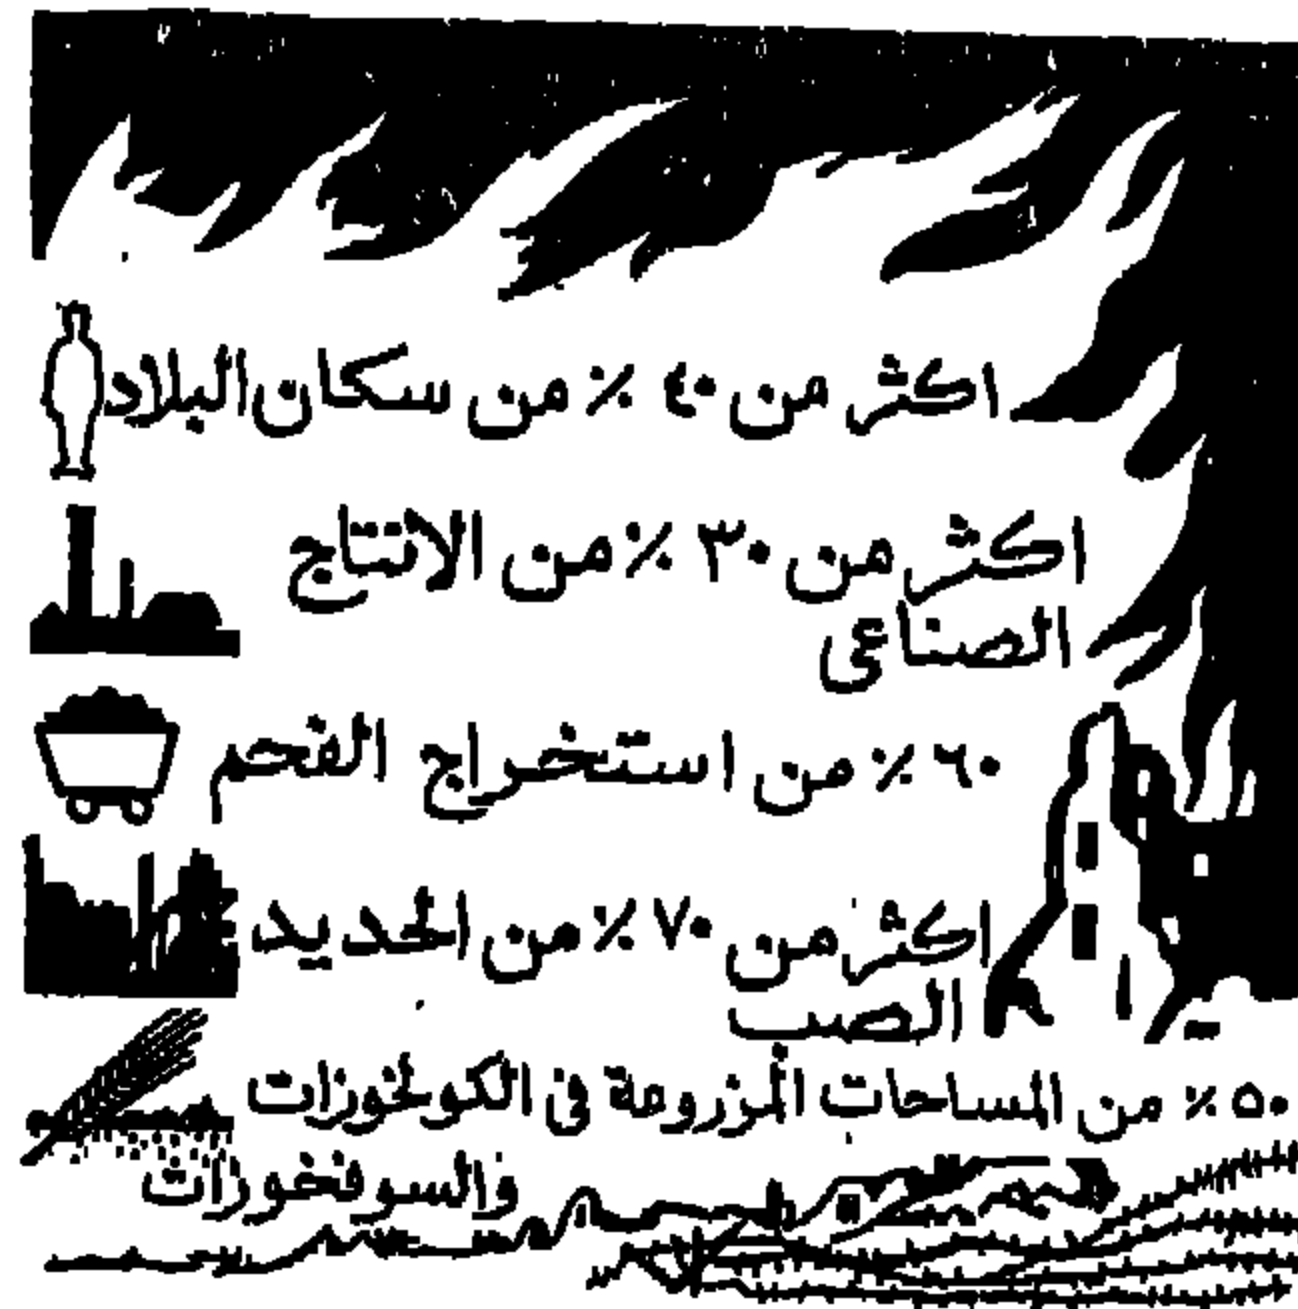 اكثر من ٤٠ ٪ من سكان البلاد
اكثر من ٣٠ ٪ من الانتاج
الصناعى
٦٠ ٪ من استخراج الفحم
اكثر من ٧٠ ٪ من الحديد
الصب
٥٠ ٪ من المساحات المزروعة فى الكولخوزات
والسوفخوزات